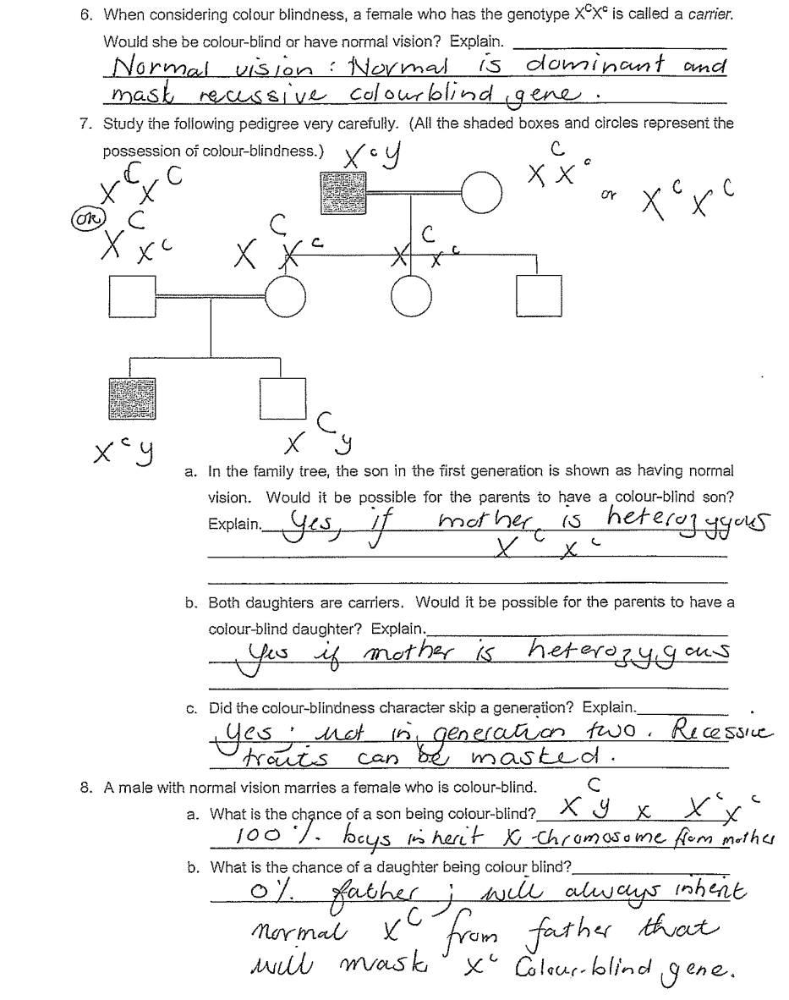 6. When considering colour blindness, a female who has the genotype XᶜXᶜ is called a carrier.
Would she be colour-blind or have normal vision? Explain.
Normal vision : Normal is dominant and
mask recussive colourblind gene .
7. Study the following pedigree very carefully. (All the shaded boxes and circles represent the
possession of colour-blindness.) Xᶜ y
X^C X^C
OR
X^C X^c
X^C X^c
X^C X^c
X^C X^c or X^C X^C
X^c y
X^C y
a. In the family tree, the son in the first generation is shown as having normal
vision. Would it be possible for the parents to have a colour-blind son?
Explain. Yes, if mother is heterozygous
X^C X^c
b. Both daughters are carriers. Would it be possible for the parents to have a
colour-blind daughter? Explain.
Yes if mother is heterozygous
c. Did the colour-blindness character skip a generation? Explain.
Yes ; not in generation two . Recessive
traits can be masked .
8. A male with normal vision marries a female who is colour-blind.
a. What is the chance of a son being colour-blind? X^C y x X^c X^c
100 % . boys inherit X-chromosome from mother
b. What is the chance of a daughter being colour blind?
0% father ; will always inherit
normal X^C from father that
will mask X^c Colour-blind gene.